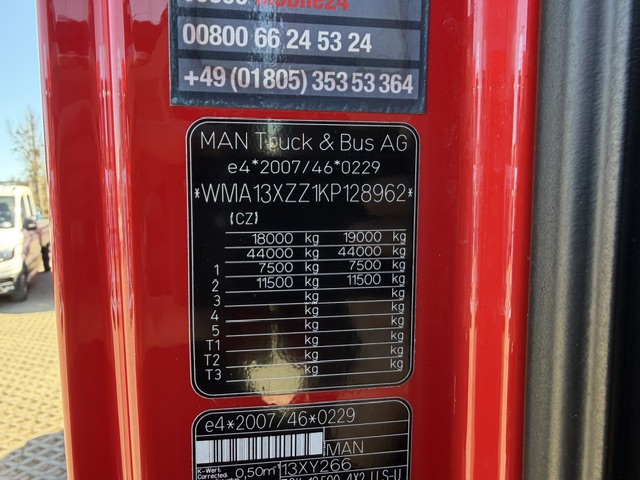 00800 66 24 53 24
+49 (01805) 353 53 364
MAN Truck & Bus AG
e4*2007/46*0229
*WMA13XZZ1KP128962*
(CZ)
18000 kg 19000 kg
44000 kg 44000 kg
1 7500 kg 7500 kg
2 11500 kg 11500 kg
3 kg kg
4 kg kg
5 kg kg
T1 kg kg
T2 kg kg
T3 kg kg
e4*2007/46*0229
MAN
K-Wert
Corrected 0,50m 13XY266